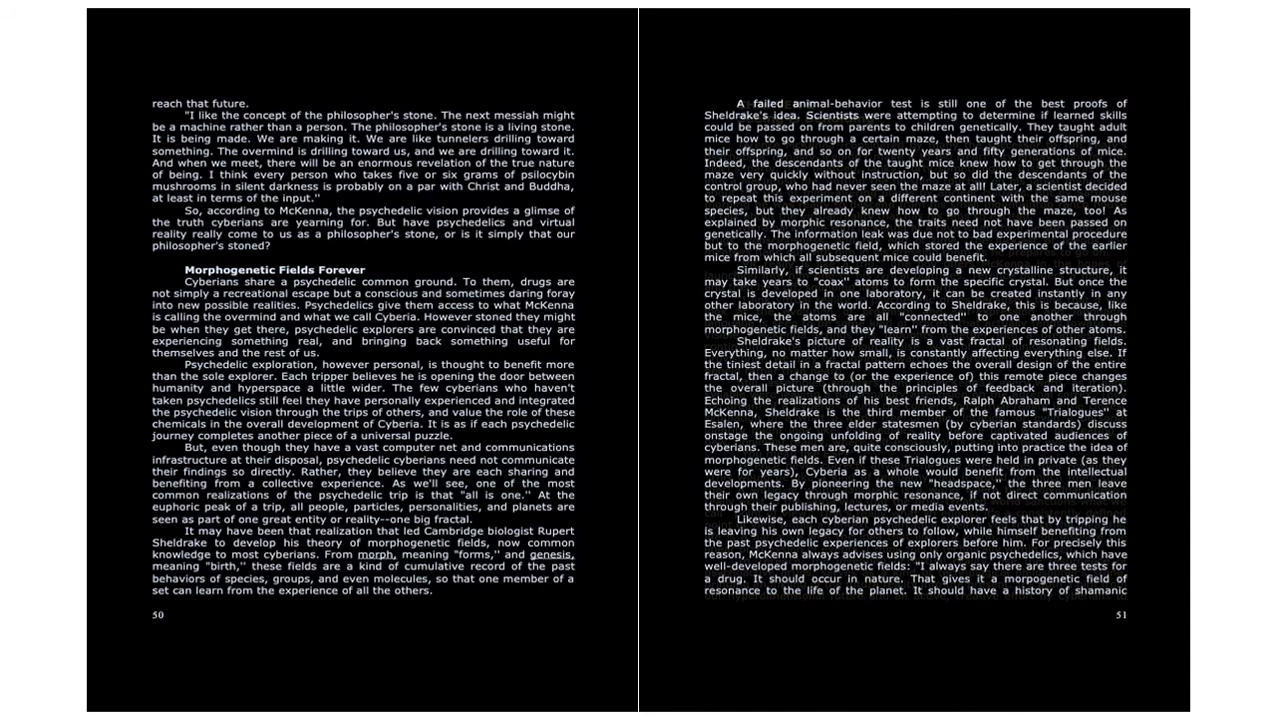 reach that future.
"I like the concept of the philosopher's stone. The next messiah might
be a machine rather than a person. The philosopher's stone is a living stone.
It is being made. We are making it. We are like tunnelers drilling toward
something. The overmind is drilling toward us, and we are drilling toward it.
And when we meet, there will be an enormous revelation of the true nature
of being. I think every person who takes five or six grams of psilocybin
mushrooms in silent darkness is probably on a par with Christ and Buddha,
at least in terms of the input."
So, according to McKenna, the psychedelic vision provides a glimse of
the truth cyberians are yearning for. But have psychedelics and virtual
reality really come to us as a philosopher's stone, or is it simply that our
philosopher's stoned?
Morphogenetic Fields Forever
Cyberians share a psychedelic common ground. To them, drugs are
not simply a recreational escape but a conscious and sometimes daring foray
into new possible realities. Psychedelics give them access to what McKenna
is calling the overmind and what we call Cyberia. However stoned they might
be when they get there, psychedelic explorers are convinced that they are
experiencing something real, and bringing back something useful for
themselves and the rest of us.
Psychedelic exploration, however personal, is thought to benefit more
than the sole explorer. Each tripper believes he is opening the door between
humanity and hyperspace a little wider. The few cyberians who haven't
taken psychedelics still feel they have personally experienced and integrated
the psychedelic vision through the trips of others, and value the role of these
chemicals in the overall development of Cyberia. It is as if each psychedelic
journey completes another piece of a universal puzzle.
But, even though they have a vast computer net and communications
infrastructure at their disposal, psychedelic cyberians need not communicate
their findings so directly. Rather, they believe they are each sharing and
benefiting from a collective experience. As we'll see, one of the most
common realizations of the psychedelic trip is that "all is one." At the
euphoric peak of a trip, all people, particles, personalities, and planets are
seen as part of one great entity or reality--one big fractal.
It may have been that realization that led Cambridge biologist Rupert
Sheldrake to develop his theory of morphogenetic fields, now common
knowledge to most cyberians. From morph, meaning "forms," and genesis,
meaning "birth," these fields are a kind of cumulative record of the past
behaviors of species, groups, and even molecules, so that one member of a
set can learn from the experience of all the others.
50
A failed animal-behavior test is still one of the best proofs of
Sheldrake's idea. Scientists were attempting to determine if learned skills
could be passed on from parents to children genetically. They taught adult
mice how to go through a certain maze, then taught their offspring, and
their offspring, and so on for twenty years and fifty generations of mice.
Indeed, the descendants of the taught mice knew how to get through the
maze very quickly without instruction, but so did the descendants of the
control group, who had never seen the maze at all! Later, a scientist decided
to repeat this experiment on a different continent with the same mouse
species, but they already knew how to go through the maze, too! As
explained by morphic resonance, the traits need not have been passed on
genetically. The information leak was due not to bad experimental procedure
but to the morphogenetic field, which stored the experience of the earlier
mice from which all subsequent mice could benefit.
Similarly, if scientists are developing a new crystalline structure, it
may take years to "coax" atoms to form the specific crystal. But once the
crystal is developed in one laboratory, it can be created instantly in any
other laboratory in the world. According to Sheldrake, this is because, like
the mice, the atoms are all "connected" to one another through
morphogenetic fields, and they "learn" from the experiences of other atoms.
Sheldrake's picture of reality is a vast fractal of resonating fields.
Everything, no matter how small, is constantly affecting everything else. If
the tiniest detail in a fractal pattern echoes the overall design of the entire
fractal, then a change to (or the experience of) this remote piece changes
the overall picture (through the principles of feedback and iteration).
Echoing the realizations of his best friends, Ralph Abraham and Terence
McKenna, Sheldrake is the third member of the famous "Trialogues" at
Esalen, where the three elder statesmen (by cyberian standards) discuss
onstage the ongoing unfolding of reality before captivated audiences of
cyberians. These men are, quite consciously, putting into practice the idea of
morphogenetic fields. Even if these Trialogues were held in private (as they
were for years), Cyberia as a whole would benefit from the intellectual
developments. By pioneering the new "headspace," the three men leave
their own legacy through morphic resonance, if not direct communication
through their publishing, lectures, or media events.
Likewise, each cyberian psychedelic explorer feels that by tripping he
is leaving his own legacy for others to follow, while himself benefiting from
the past psychedelic experiences of explorers before him. For precisely this
reason, McKenna always advises using only organic psychedelics, which have
well-developed morphogenetic fields: "I always say there are three tests for
a drug. It should occur in nature. That gives it a morpogenetic field of
resonance to the life of the planet. It should have a history of shamanic
51